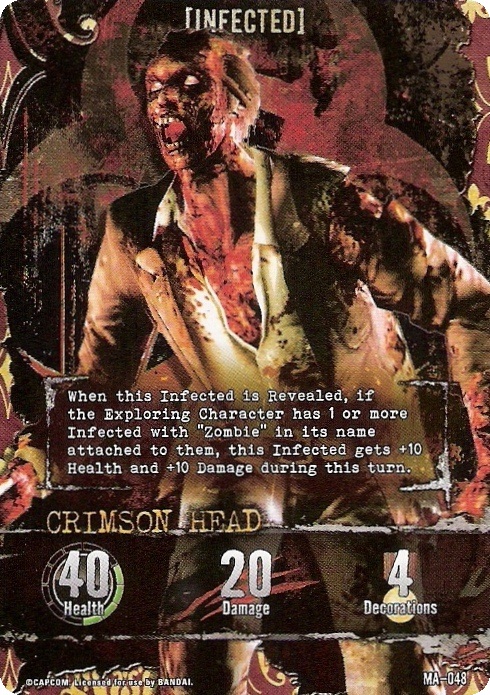 [INFECTED]
When this Infected is Revealed, if
the Exploring Character has 1 or more
Infected with "Zombie" in its name
attached to them, this Infected gets +10
Health and +10 Damage during this turn.
CRIMSON HEAD
40
Health
20
Damage
4
Decorations
©CAPCOM. Licensed for use by BANDAI.
MA-048